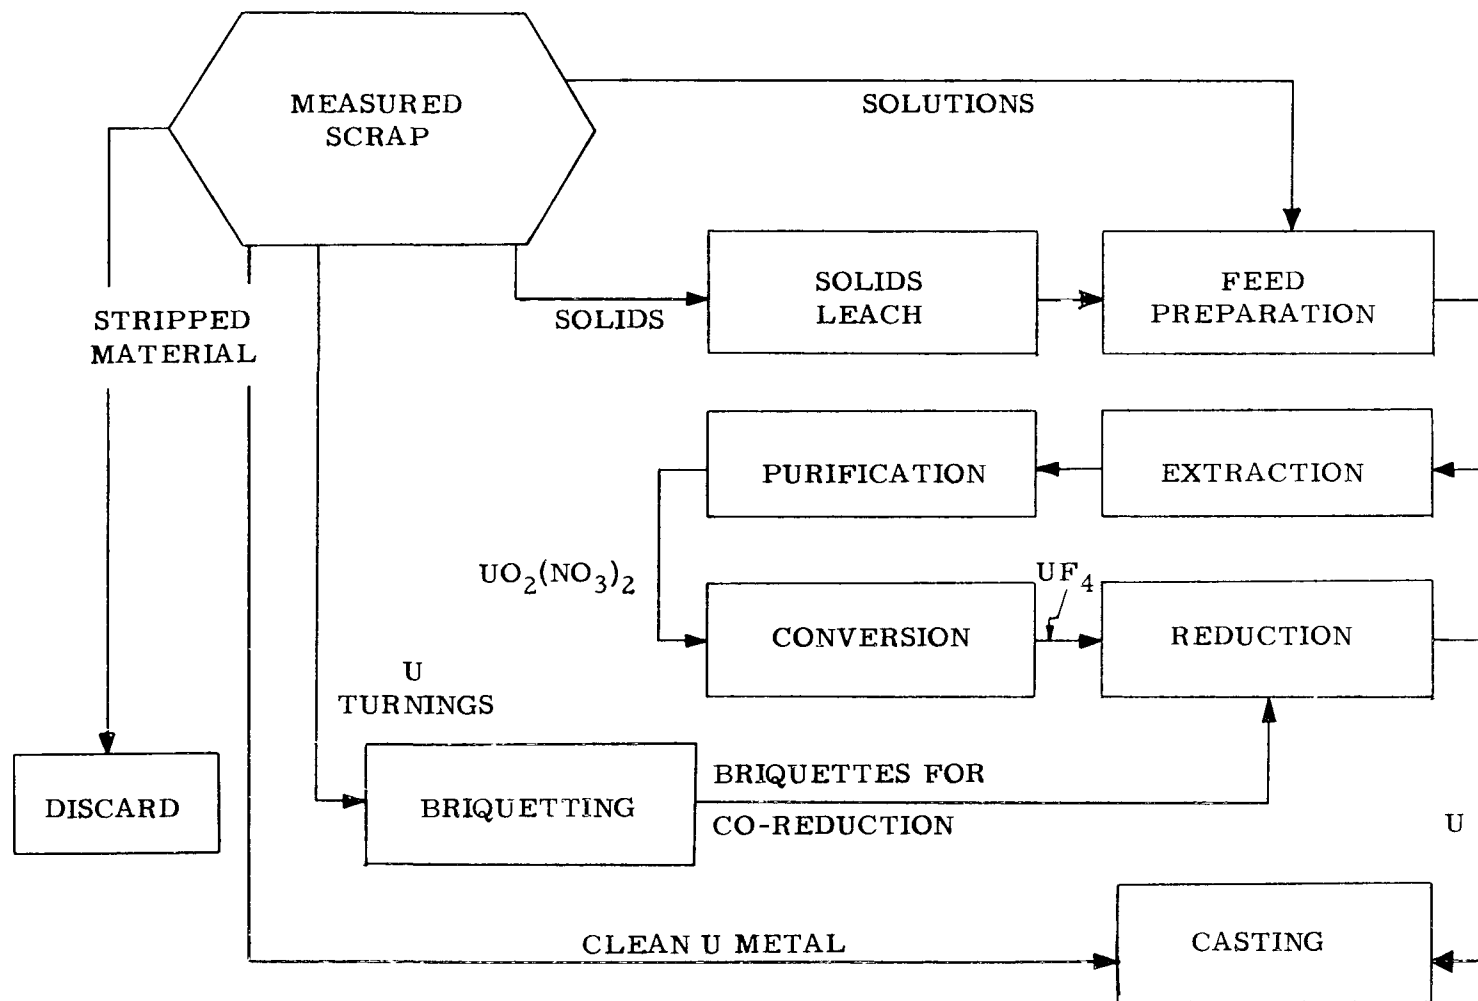 MEASURED
SCRAP
SOLUTIONS
STRIPPED
MATERIAL
SOLIDS
SOLIDS
LEACH
FEED
PREPARATION
PURIFICATION
EXTRACTION
UO₂(NO₃)₂
UF₄
CONVERSION
REDUCTION
U
TURNINGS
DISCARD
BRIQUETTING
BRIQUETTES FOR
CO-REDUCTION
U
CLEAN U METAL
CASTING